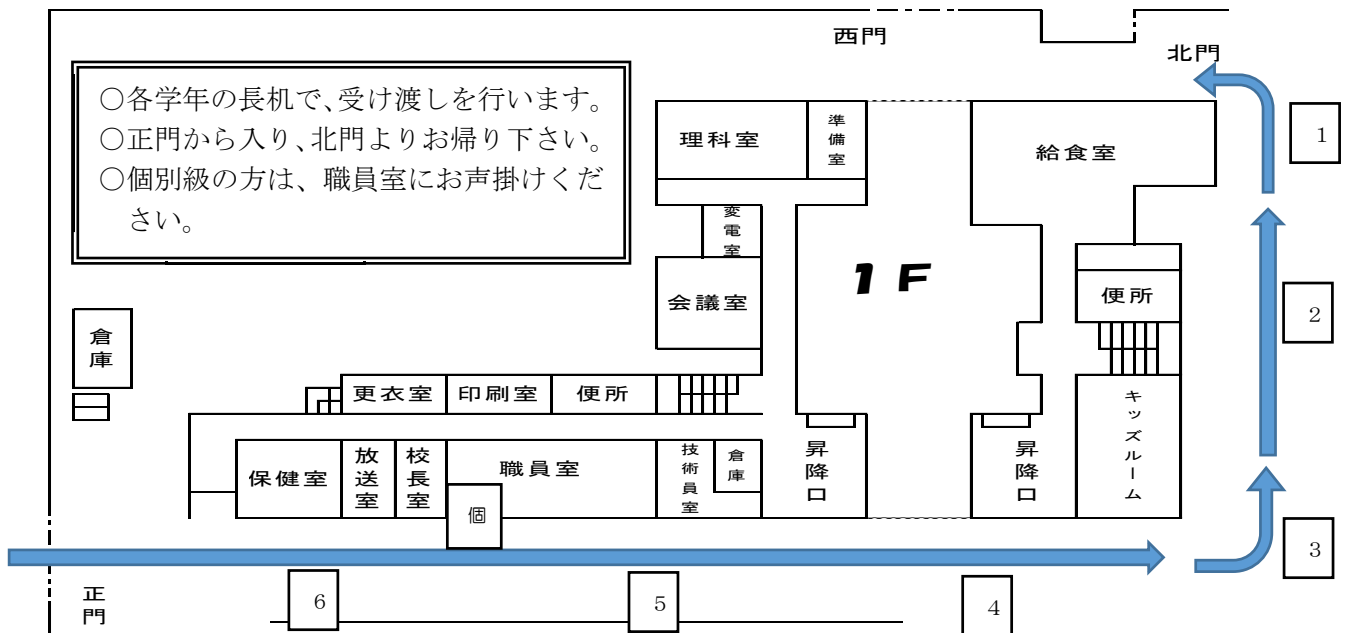 西門
北門
○各学年の長机で、受け渡しを行います。
○正門から入り、北門よりお帰り下さい。
○個別級の方は、職員室にお声掛けくだ
さい。
理科室
準備室
給食室
1
変電室
1F
会議室
便所
2
倉庫
更衣室
印刷室
便所
キッズルーム
保健室
放送室
校長室
職員室
技術員室
倉庫
昇降口
昇降口
個
3
正門
6
5
4